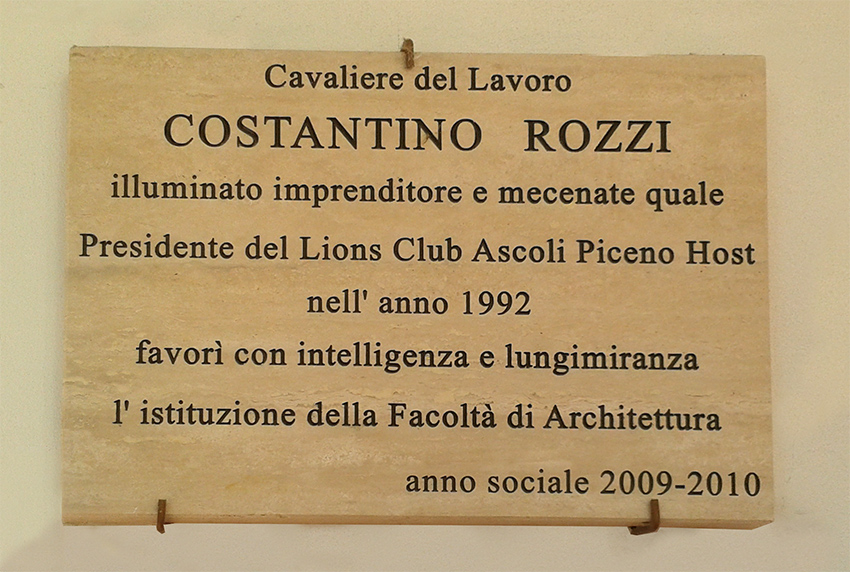 Cavaliere del Lavoro
COSTANTINO ROZZI
illuminato imprenditore e mecenate quale
Presidente del Lions Club Ascoli Piceno Host
nell' anno 1992
favorì con intelligenza e lungimiranza
l' istituzione della Facoltà di Architettura
anno sociale 2009-2010